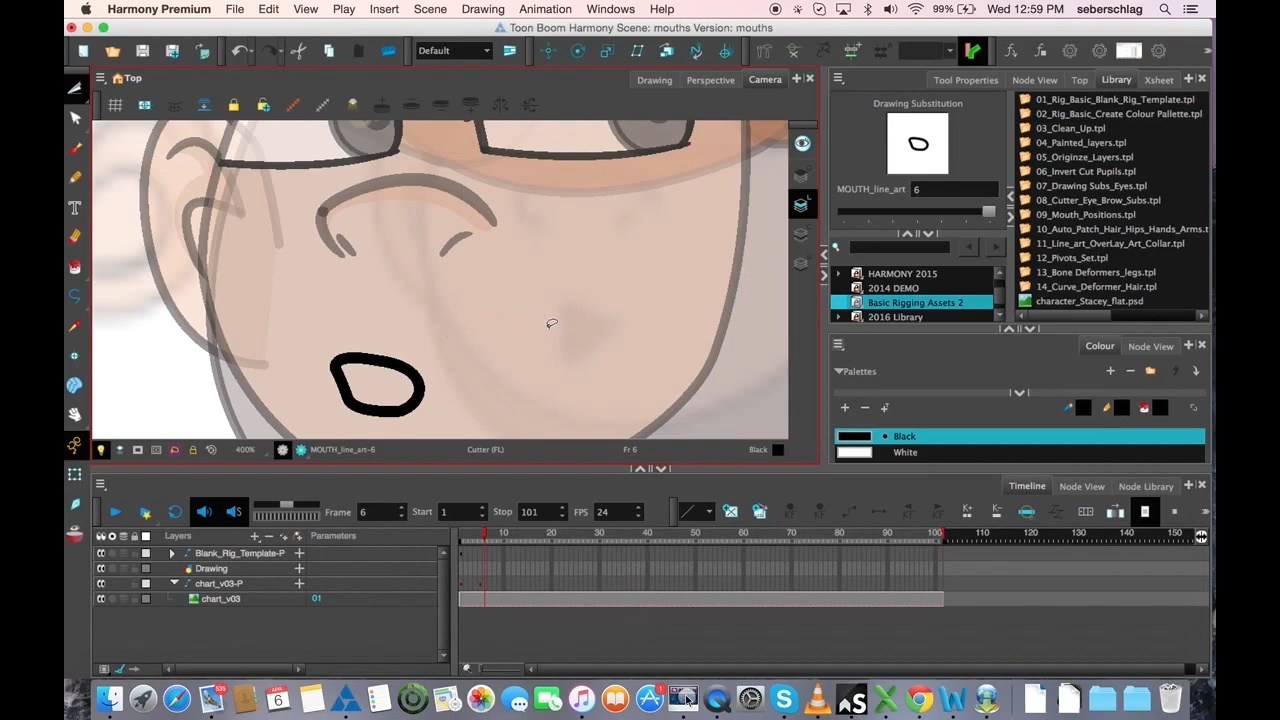 Harmony Premium File Edit View Play Insert Scene Drawing Animation Windows Help 99% Wed 12:59 PM seberschlag
Toon Boom Harmony Scene: mouths Version: mouths
Default
Top Drawing Perspective Camera
Tool Properties Node View Top Library Xsheet
Drawing Substitution
MOUTH_line_art 6
01_Rig_Basic_Blank_Rig_Template.tpl
02_Rig_Basic_Create Colour Pallette.tpl
03_Clean_Up.tpl
04_Painted_layers.tpl
05_Originze_Layers.tpl
06_Invert Cut Pupils.tpl
07_Drawing Subs_Eyes.tpl
08_Cutter_Eye_Brow_Subs.tpl
09_Mouth_Positions.tpl
10_Auto_Patch_Hair_Hips_Hands_Arms.t
11_Line_art_OverLay_Art_Collar.tpl
12_Pivots_Set.tpl
13_Bone Deformers_legs.tpl
14_Curve_Deformer_Hair.tpl
character_Stacey_flat.psd
HARMONY 2015
2014 DEMO
Basic Rigging Assets 2
2016 Library
Colour Node View
Palettes
Black
White
400% MOUTH_line_art-6 Cutter (FL) Fr 6 Black
Timeline Node View Node Library
Frame 6 Start 1 Stop 101 FPS 24
Layers Parameters
10 20 30 40 50 60 70 80 90 100 110 120 130 140 150
Blank_Rig_Template-P
Drawing
chart_v03-P
chart_v03 01